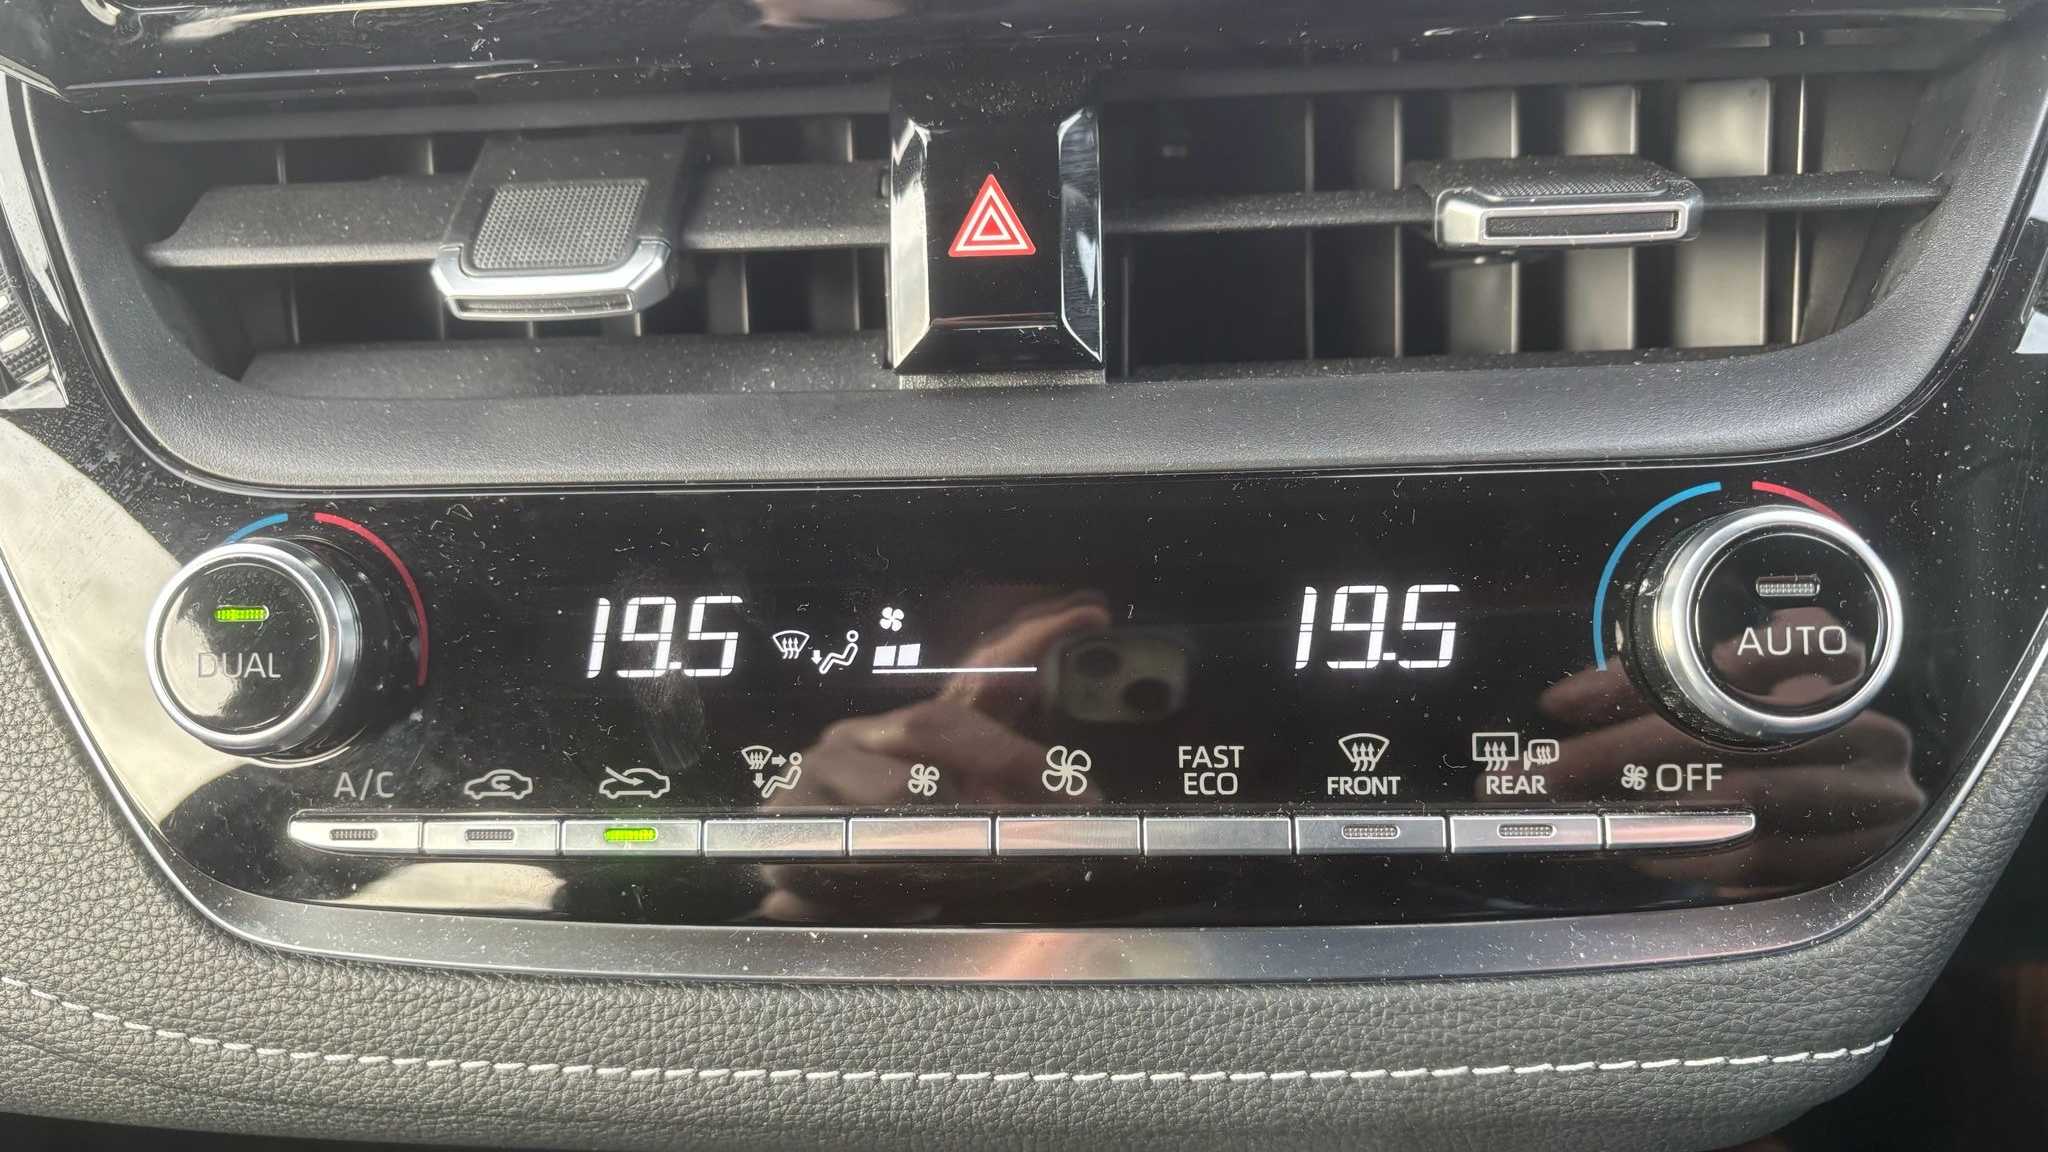 DUAL
19.5
19.5
AUTO
A/C
FAST
ECO
FRONT
REAR
OFF